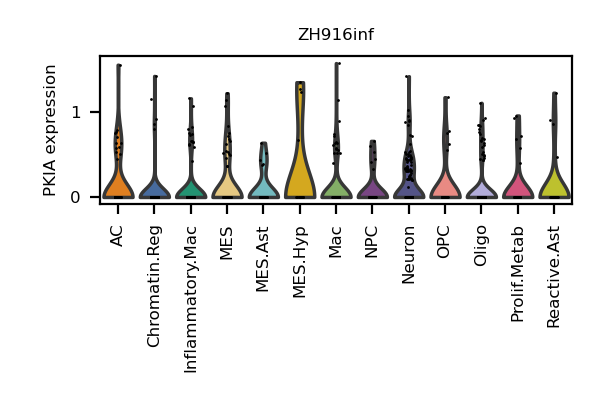 ZH916inf
PKIA expression
1
0
AC
Chromatin.Reg
Inflammatory.Mac
MES
MES.Ast
MES.Hyp
Mac
NPC
Neuron
OPC
Oligo
Prolif.Metab
Reactive.Ast